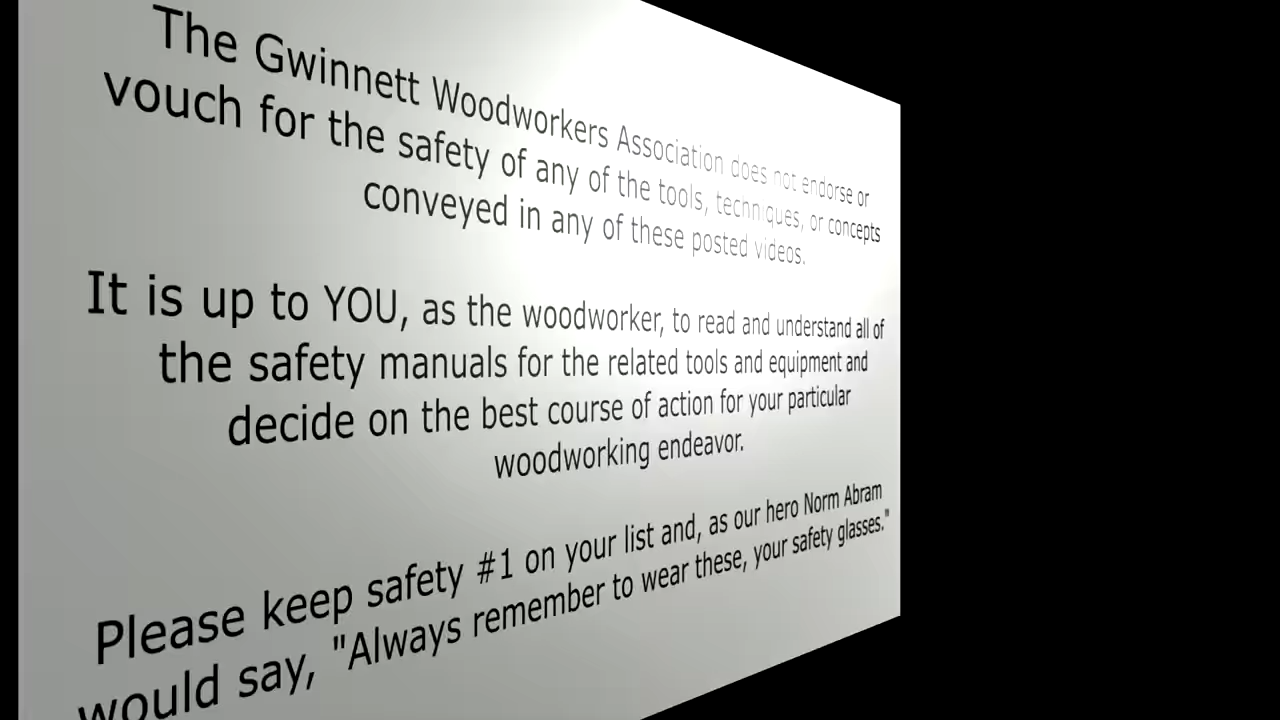 The Gwinnett Woodworkers Association does not endorse or
vouch for the safety of any of the tools, techniques, or concepts
conveyed in any of these posted videos.
It is up to YOU, as the woodworker, to read and understand all of
the safety manuals for the related tools and equipment and
decide on the best course of action for your particular
woodworking endeavor.
Please keep safety #1 on your list and, as our hero Norm Abram
would say, "Always remember to wear these, your safety glasses."